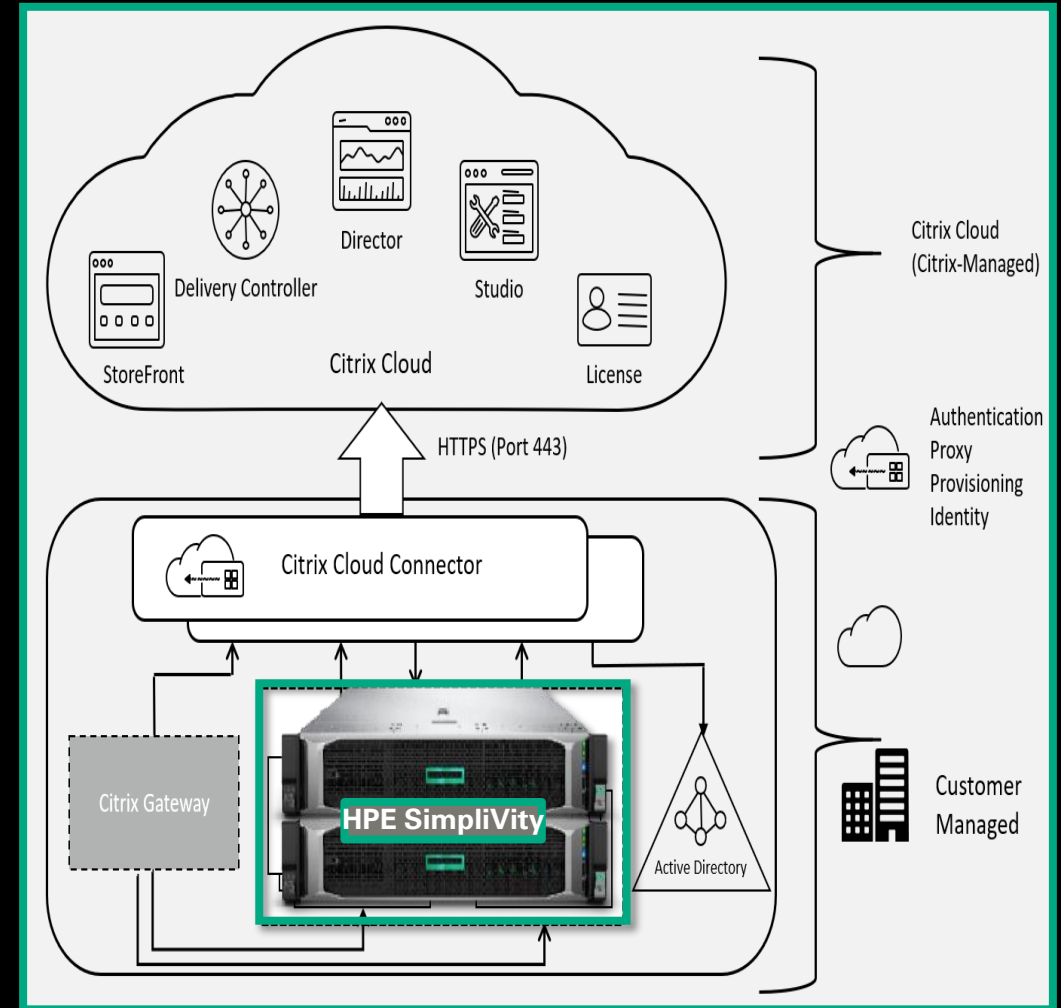 Director
Delivery Controller
Studio
StoreFront
Citrix Cloud
License
Citrix Cloud
(Citrix-Managed)
HTTPS (Port 443)
Authentication
Proxy
Provisioning
Identity
Citrix Cloud Connector
Citrix Gateway
HPE SimpliVity
Active Directory
Customer
Managed